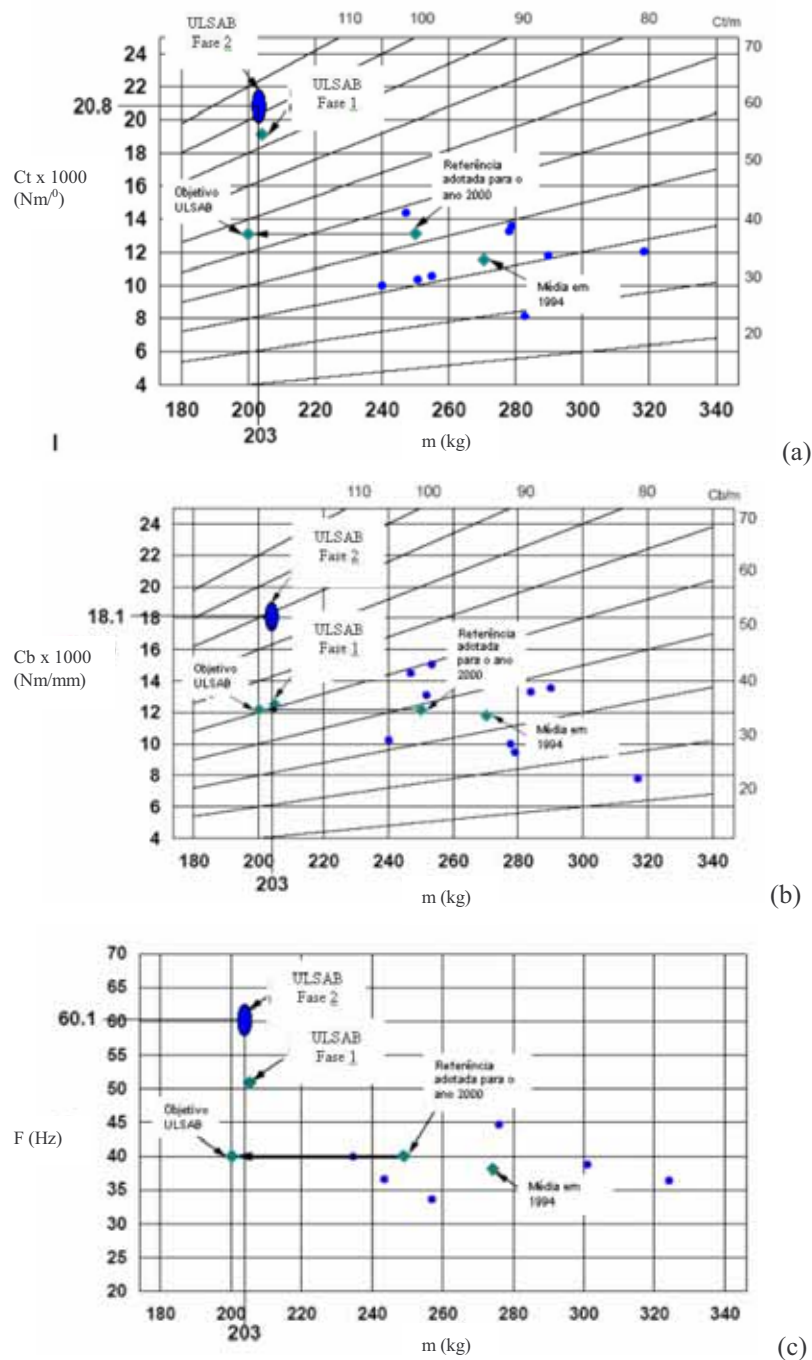 ULSAB
Fase 2
110 100 90 80
Ct/m
24
22
20.8
20
18
16
14
12
10
8
6
4
Ct x 1000
(Nm/⁰)
ULSAB
Fase 1
Objetivo
ULSAB
Referência
adotada para o
ano 2000
Média em
1994
70
60
50
40
30
20
180 200 220 240 260 280 300 320 340
203
m (kg)
(a)
110 100 90 80
Cb/m
24
22
20
18.1
18
16
14
12
10
8
6
4
Cb x 1000
(Nm/mm)
ULSAB
Fase 2
ULSAB
Fase 1
Objetivo
ULSAB
Referência
adotada
para o ano
2000
Média em
1994
70
60
50
40
30
20
180 200 220 240 260 280 300 320 340
203
m (kg)
(b)
70
65
60.1
60
55
50
45
40
35
30
25
20
F (Hz)
ULSAB
Fase 2
ULSAB
Fase 1
Objetivo
ULSAB
Referência
adotada para o
ano 2000
Média em
1994
180 200 220 240 260 280 300 320 340
203
m (kg)
(c)